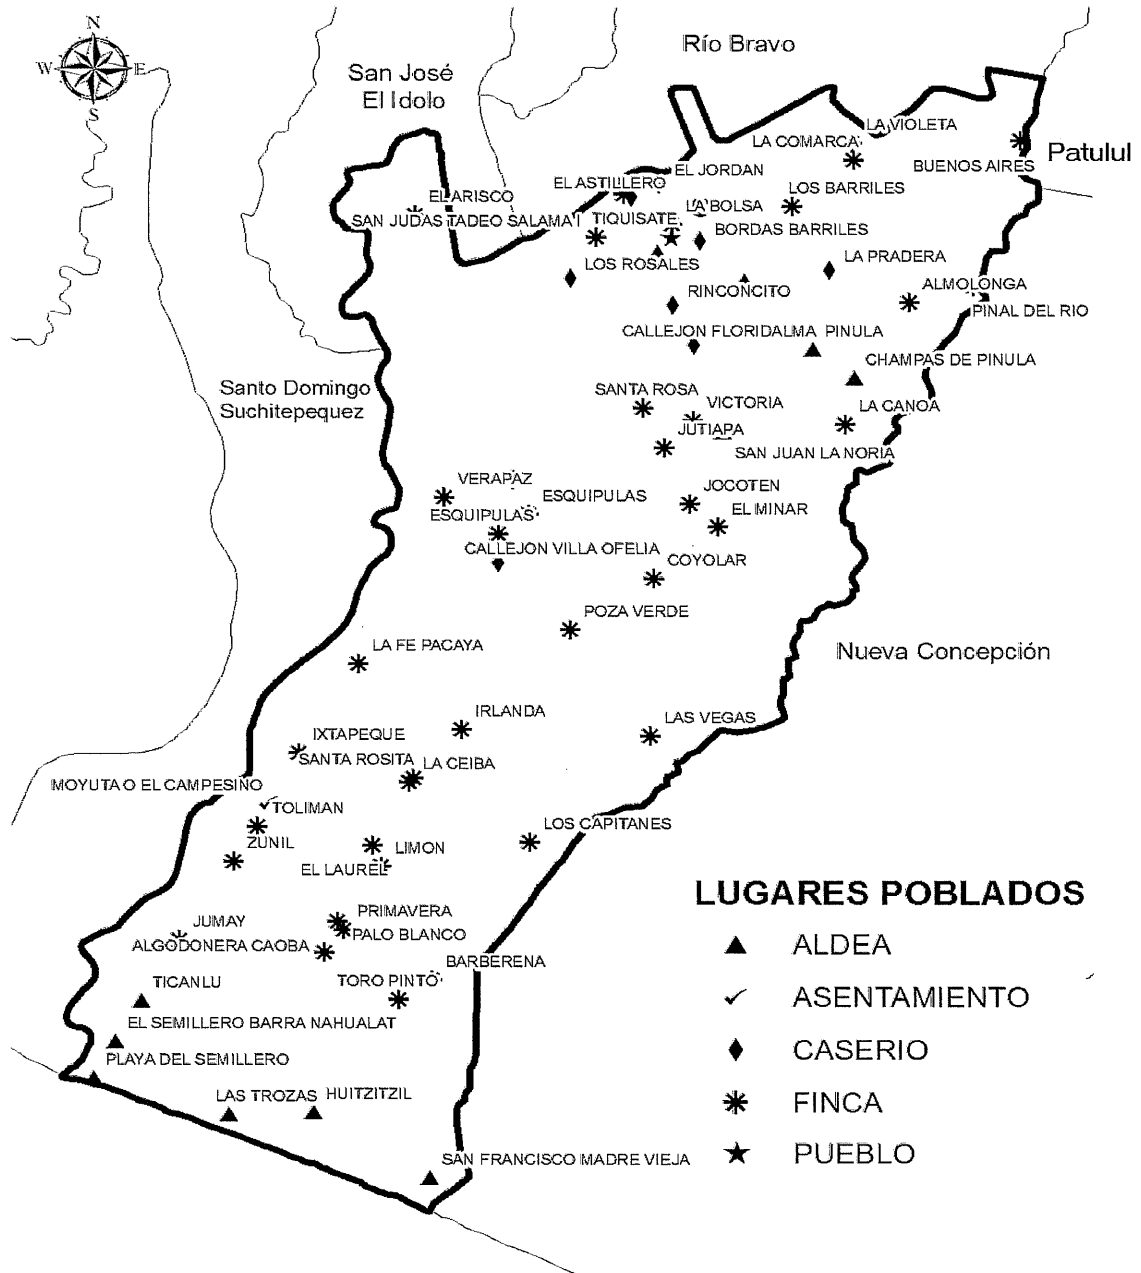 N
W E
S
Río Bravo
San José
El Idolo
LA VIOLETA
LA COMARCA
Patulul
BUENOS AIRES
EL JORDAN
EL ASTILLERO
LOS BARRILES
EL ARISCO
LA BOLSA
SAN JUDAS TADEO SALAMA I
TIQUISATE
BORDAS BARRILES
LA PRADERA
LOS ROSALES
RINCONCITO
ALMOLONGA
PINAL DEL RIO
CALLEJON FLORIDALMA
PINULA
CHAMPAS DE PINULA
Santo Domingo
Suchitepequez
SANTA ROSA
VICTORIA
LA CANOA
JUTIAPA
SAN JUAN LA NORIA
VERAPAZ
ESQUIPULAS
JOCOTEN
ESQUIPULAS
EL MINAR
CALLEJON VILLA OFELIA
COYOLAR
POZA VERDE
LA FE PACAYA
Nueva Concepción
IRLANDA
LAS VEGAS
IXTAPEQUE
SANTA ROSITA
LA CEIBA
MOYUTA O EL CAMPESINO
TOLIMAN
LOS CAPITANES
ZUNIL
LIMON
EL LAUREL
LUGARES POBLADOS
PRIMAVERA
JUMAY
PALO BLANCO
ALGODONERA CAOBA
ALDEA
BARBERENA
TICANLU
TORO PINTO
ASENTAMIENTO
EL SEMILLERO BARRA NAHUALAT
PLAYA DEL SEMILLERO
CASERIO
LAS TROZAS
HUITZITZIL
FINCA
SAN FRANCISCO MADRE VIEJA
PUEBLO